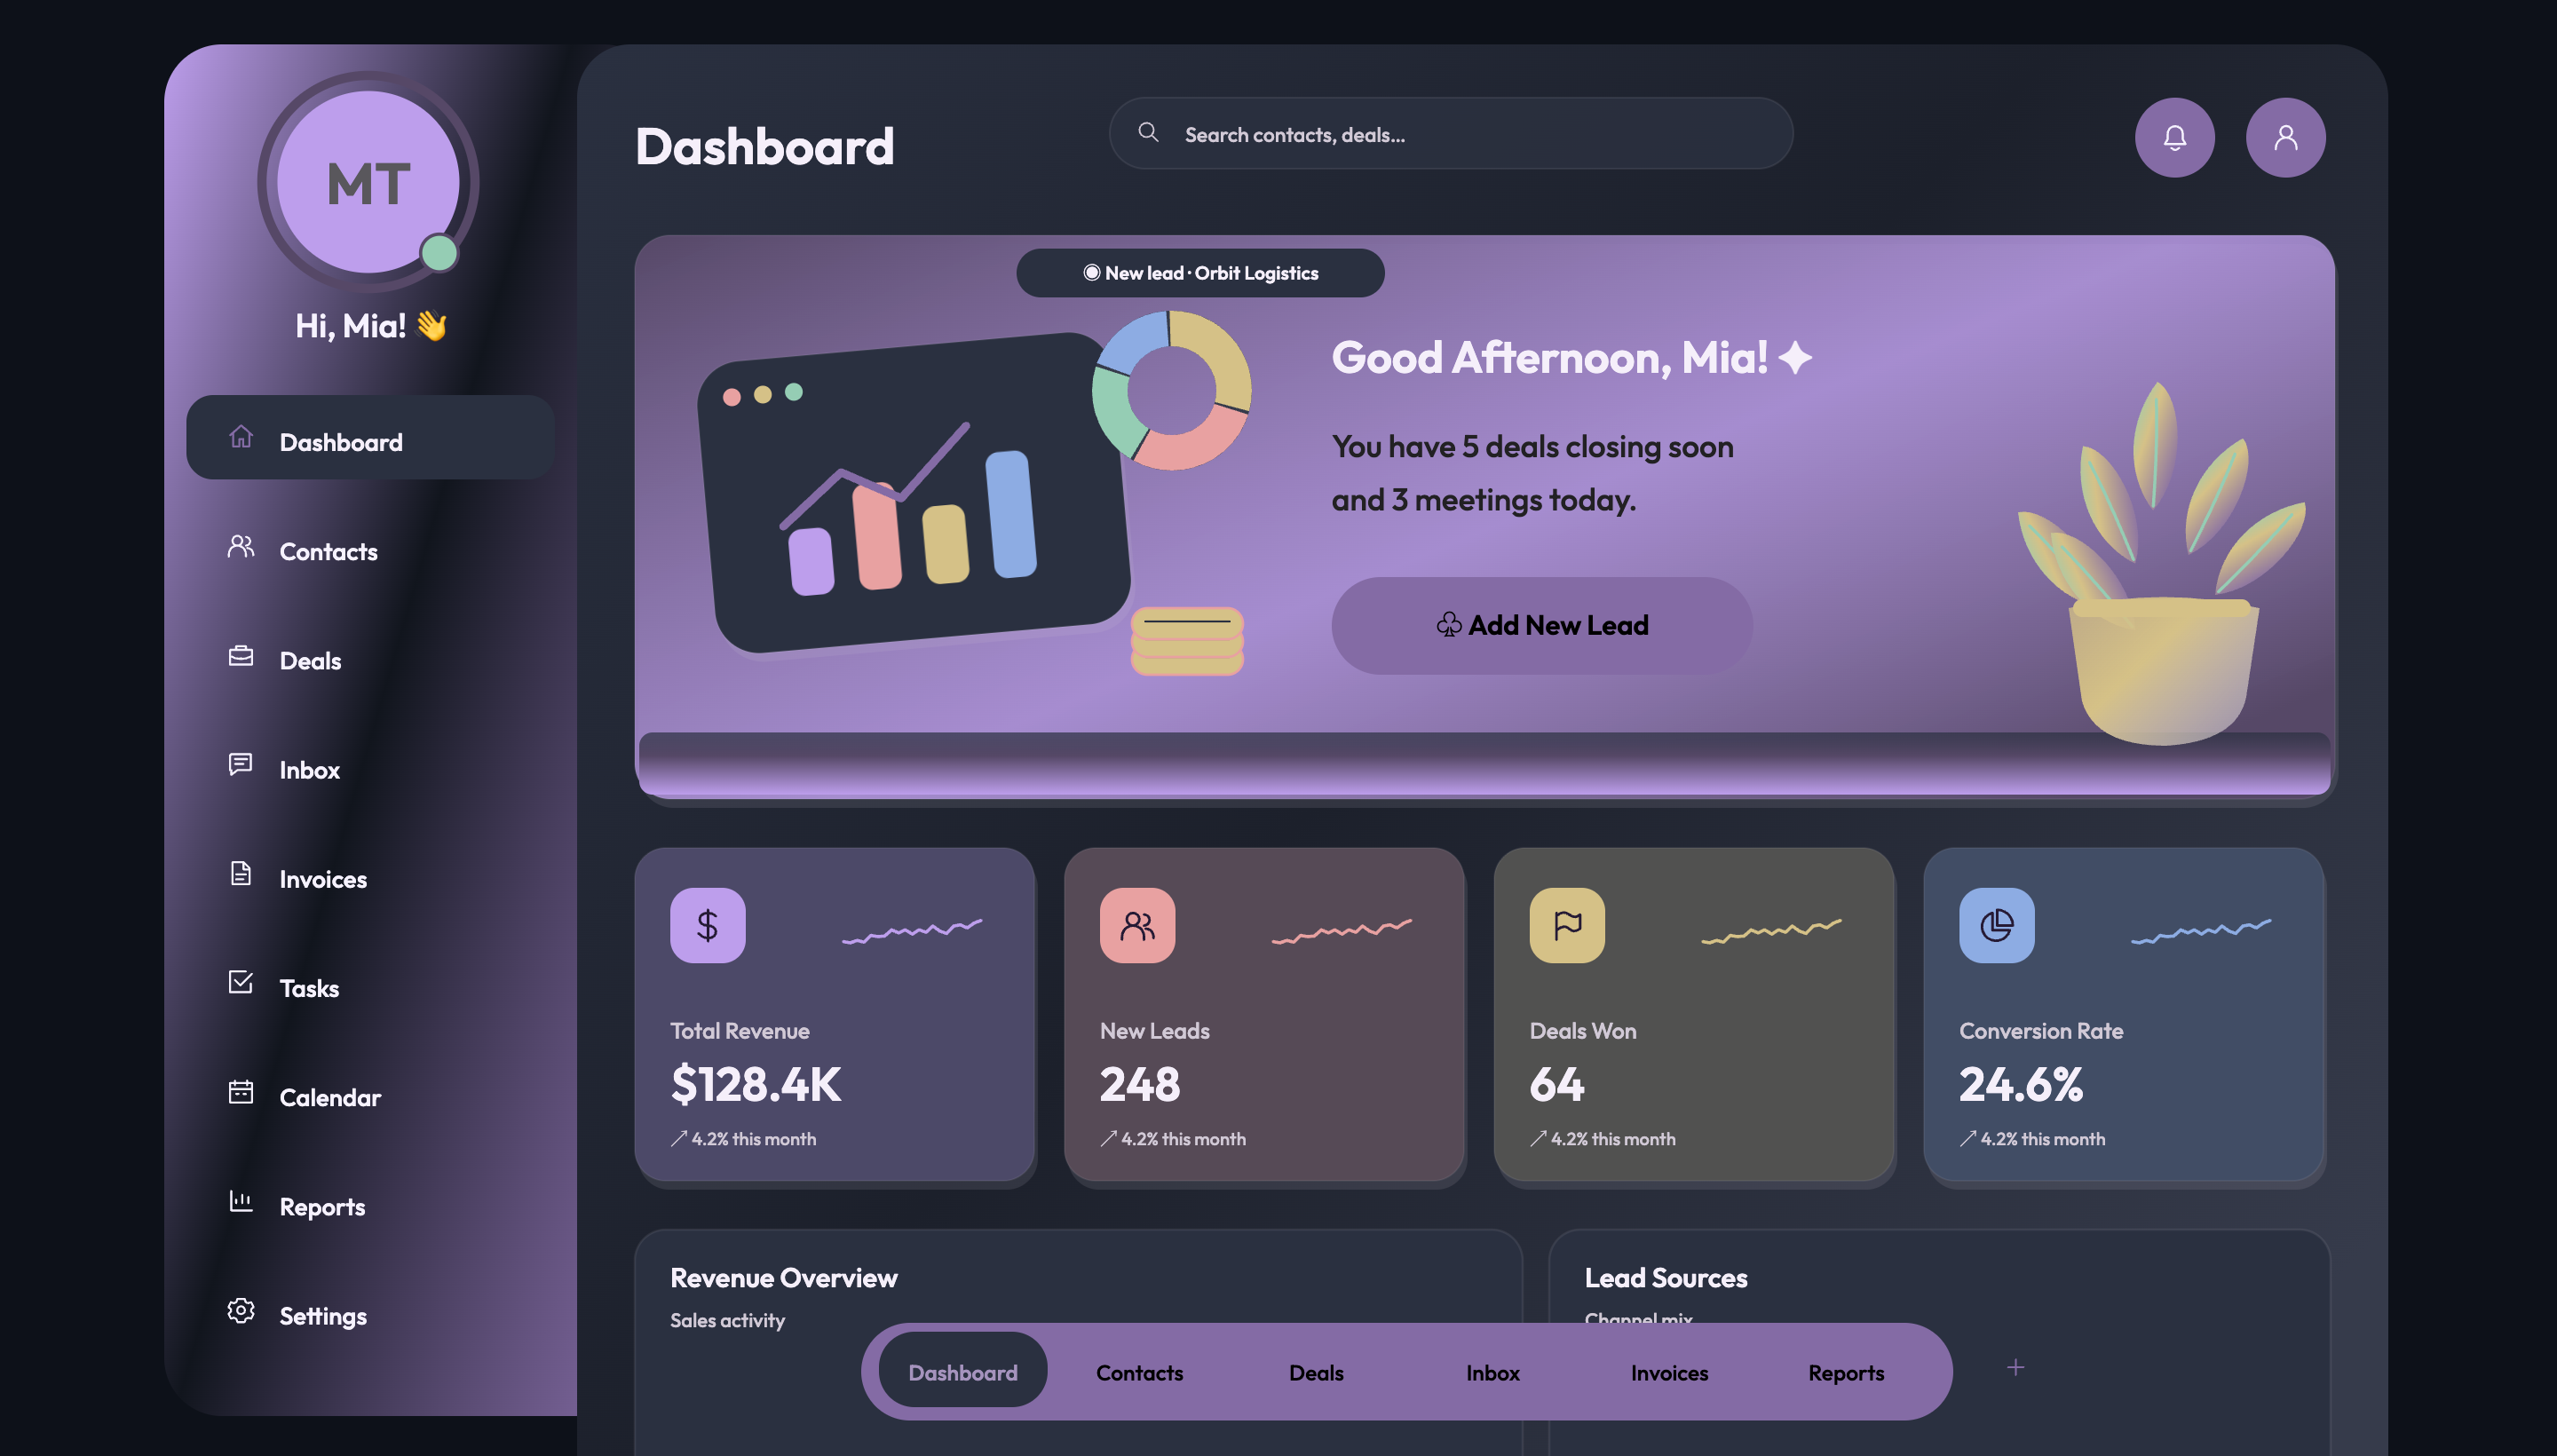 MT
Hi, Mia! 👋
Dashboard
Contacts
Deals
Inbox
Invoices
Tasks
Calendar
Reports
Settings
Dashboard
Search contacts, deals...
◉ New lead · Orbit Logistics
Good Afternoon, Mia! ✦
You have 5 deals closing soon
and 3 meetings today.
♧ Add New Lead
$
Total Revenue
$128.4K
↗ 4.2% this month
New Leads
248
↗ 4.2% this month
Deals Won
64
↗ 4.2% this month
Conversion Rate
24.6%
↗ 4.2% this month
Revenue Overview
Sales activity
Lead Sources
Channel mix
Dashboard
Contacts
Deals
Inbox
Invoices
Reports
+